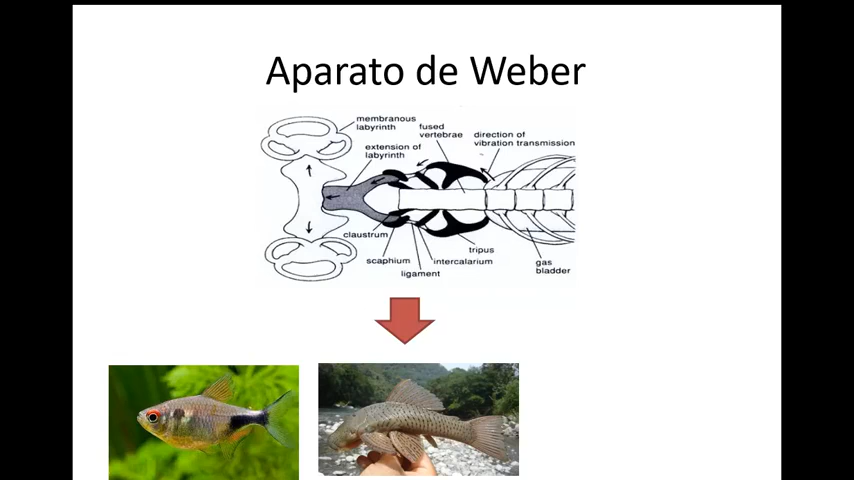 Aparato de Weber
membranous
labyrinth
fused
vertebrae
direction of
vibration transmission
extension of
labyrinth
claustrum
scaphium
ligament
intercalarium
tripus
gas
bladder